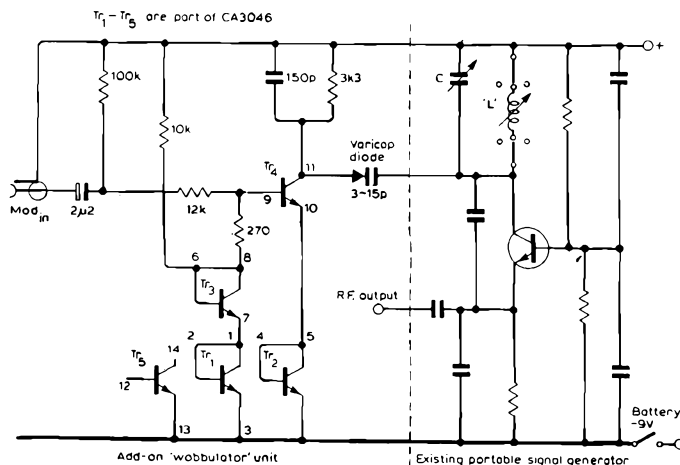 Tr1-Tr5 are part of CA3046
+
100k
150p
3k3
C
'L'
10k
Tr4
11
Varicap
diode
Mod.in
2µ2
12k
9
10
3-15p
270
6
8
Tr3
7
R.F. output
2
1
4
5
Tr5
14
Tr1
Tr2
12
13
3
Battery
-9V
Add-on 'wobbulator' unit
Existing portable signal generator